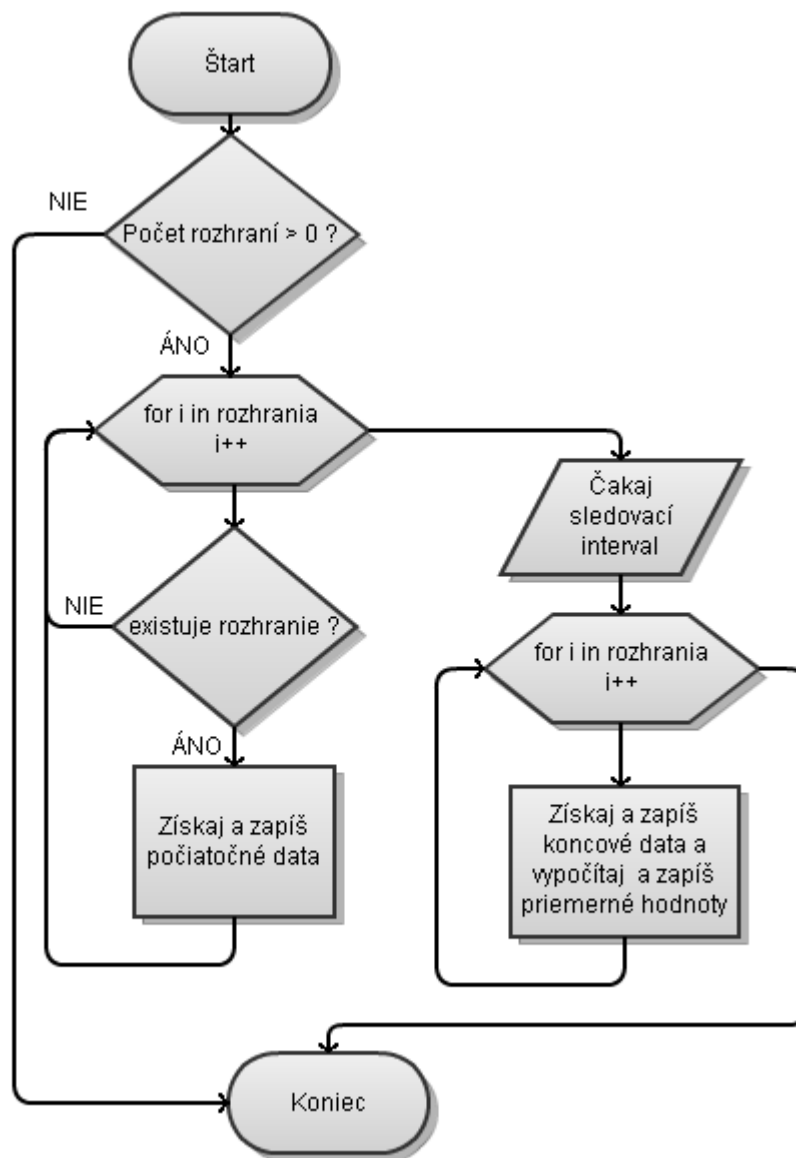 Štart
NIE
Počet rozhraní > 0 ?
ÁNO
for i in rozhrania
i++
Čakaj
sledovací
interval
NIE
existuje rozhranie ?
for i in rozhrania
i++
ÁNO
Získaj a zapíš
počiatočné data
Získaj a zapíš
koncové data a
vypočítaj a zapíš
priemerné hodnoty
Koniec